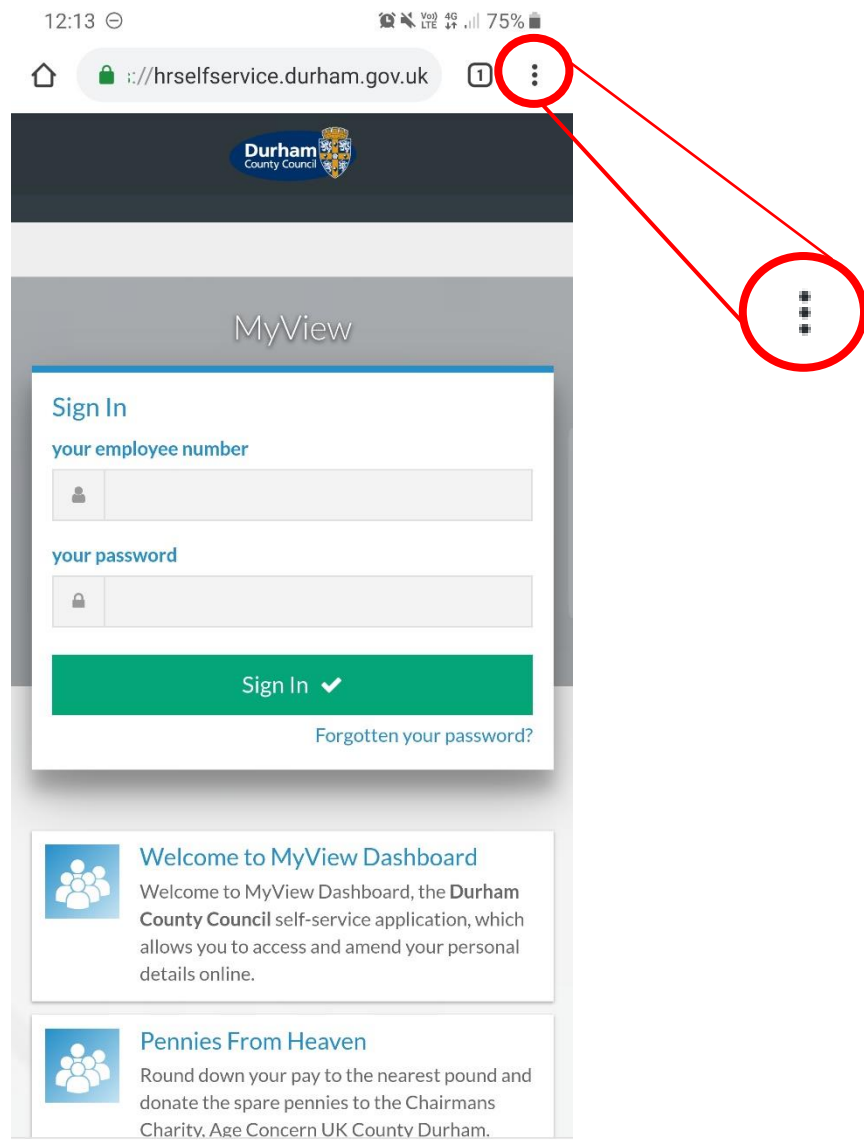 12:13 Vo)) LTE 4G 75%
://hrselfservice.durham.gov.uk 1
Durham
County Council
MyView
Sign In
your employee number
your password
Sign In
Forgotten your password?
Welcome to MyView Dashboard
Welcome to MyView Dashboard, the Durham
County Council self-service application, which
allows you to access and amend your personal
details online.
Pennies From Heaven
Round down your pay to the nearest pound and
donate the spare pennies to the Chairmans
Charity, Age Concern UK County Durham.